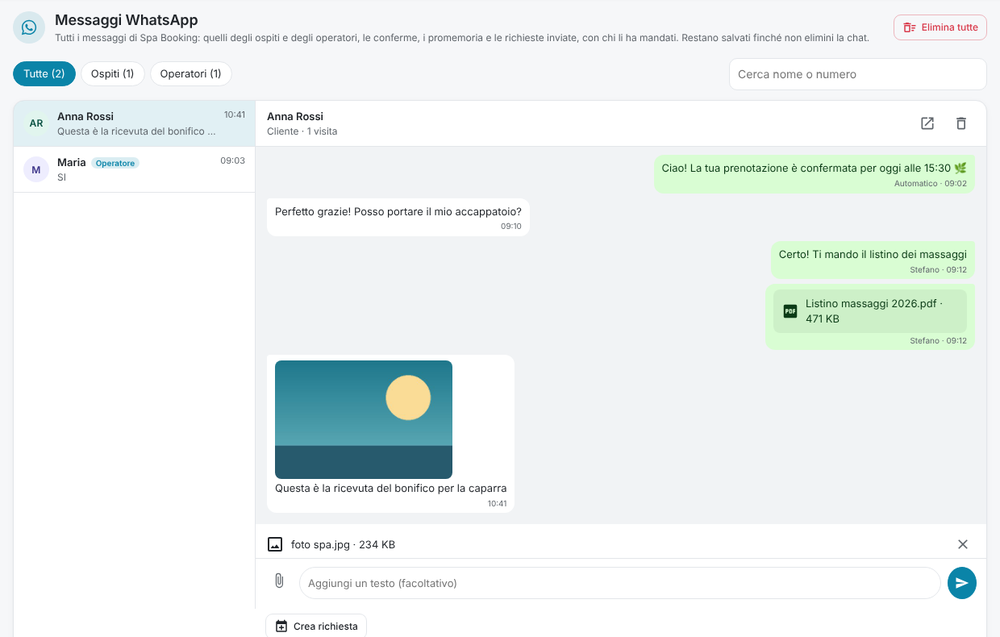 Messaggi WhatsApp
Tutti i messaggi di Spa Booking: quelli degli ospiti e degli operatori, le conferme, i promemoria e le richieste inviate, con chi li ha mandati. Restano salvati finché non elimini la chat.
Elimina tutte
Tutte (2)
Ospiti (1)
Operatori (1)
Cerca nome o numero
AR
Anna Rossi
10:41
Questa è la ricevuta del bonifico ...
M
Maria
Operatore
09:03
SI
Anna Rossi
Cliente · 1 visita
Ciao! La tua prenotazione è confermata per oggi alle 15:30 🌿
Automatico · 09:02
Perfetto grazie! Posso portare il mio accappatoio?
09:10
Certo! Ti mando il listino dei massaggi
Stefano · 09:12
PDF
Listino massaggi 2026.pdf ·
471 KB
Stefano · 09:12
Questa è la ricevuta del bonifico per la caparra
10:41
foto spa.jpg · 234 KB
Aggiungi un testo (facoltativo)
Crea richiesta